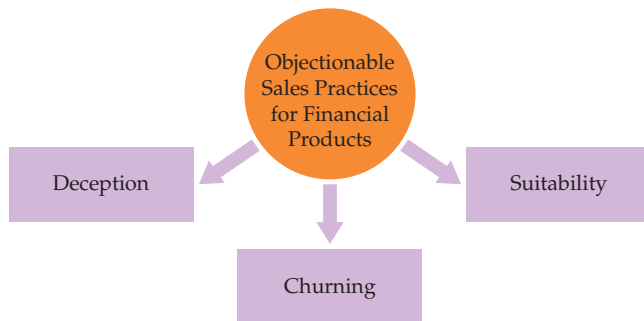 Objectionable
Sales Practices
for Financial
Products
Deception
Suitability
Churning